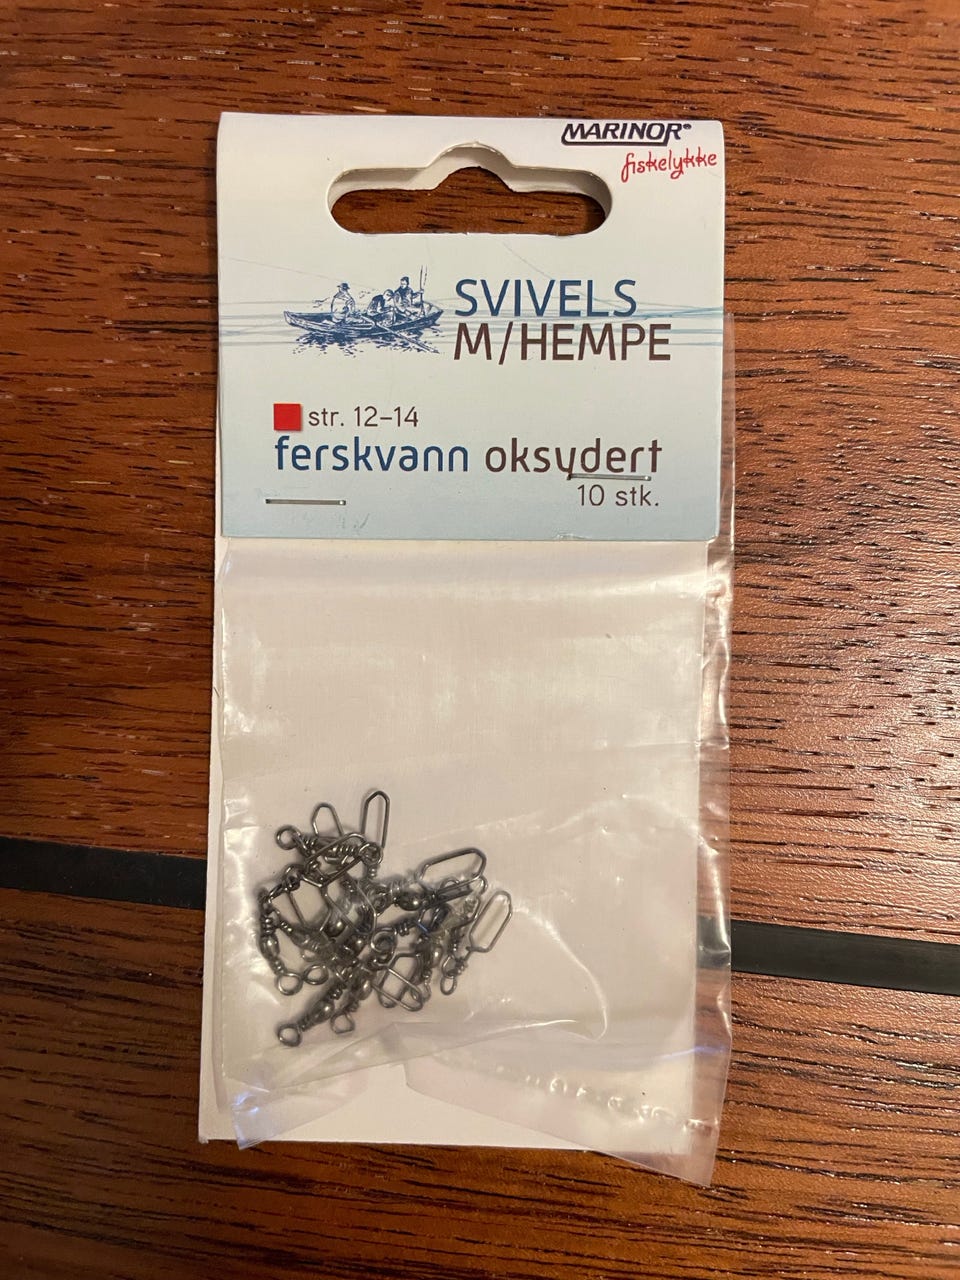 MARINOR®
fiskelykke
SVIVELS
M/HEMPE
str. 12–14
ferskvann oksydert
10 stk.